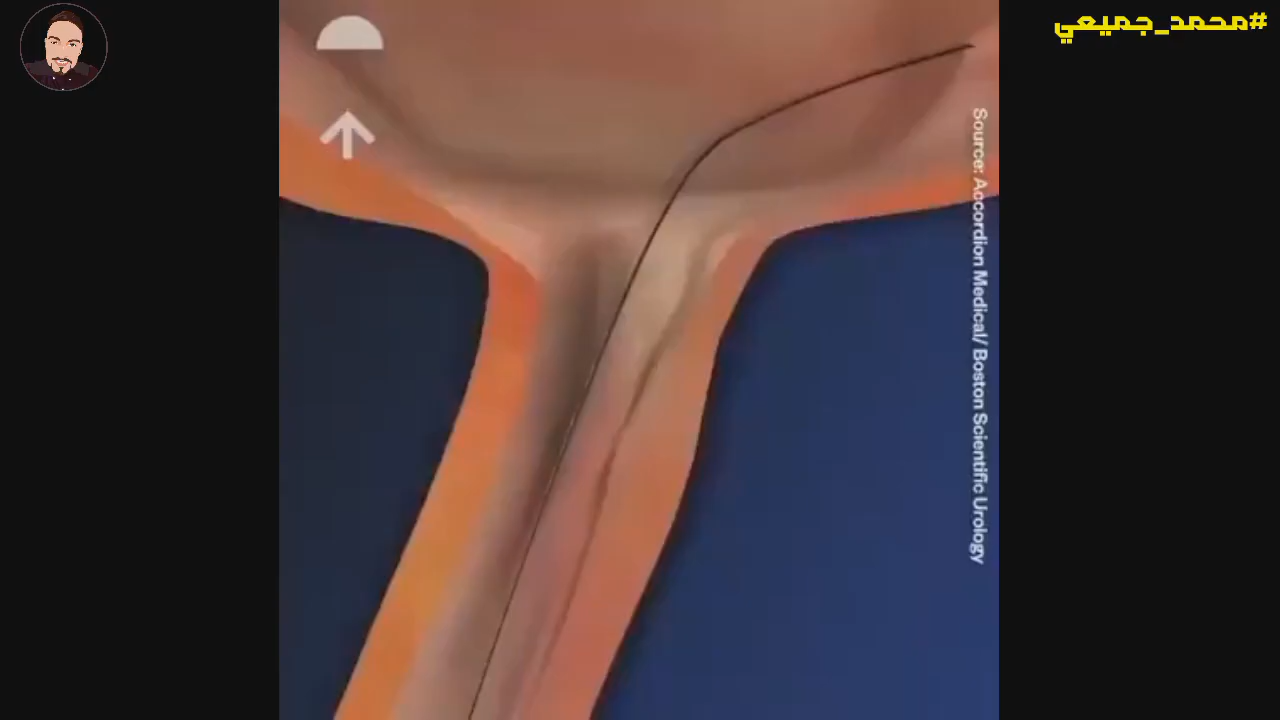 #محمد_جميعي
Source: Accordion Medical/ Boston Scientific Urology